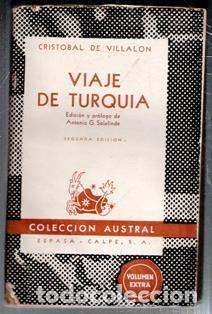 CRISTOBAL DE VILLALON
VIAJE
DE TURQUIA
Edición y prólogo de
Antonio G. Solalinde
SEGUNDA EDICION
COLECCION AUSTRAL
ESPASA - CALPE, S. A.
VOLUMEN
EXTRA
todocoleccion